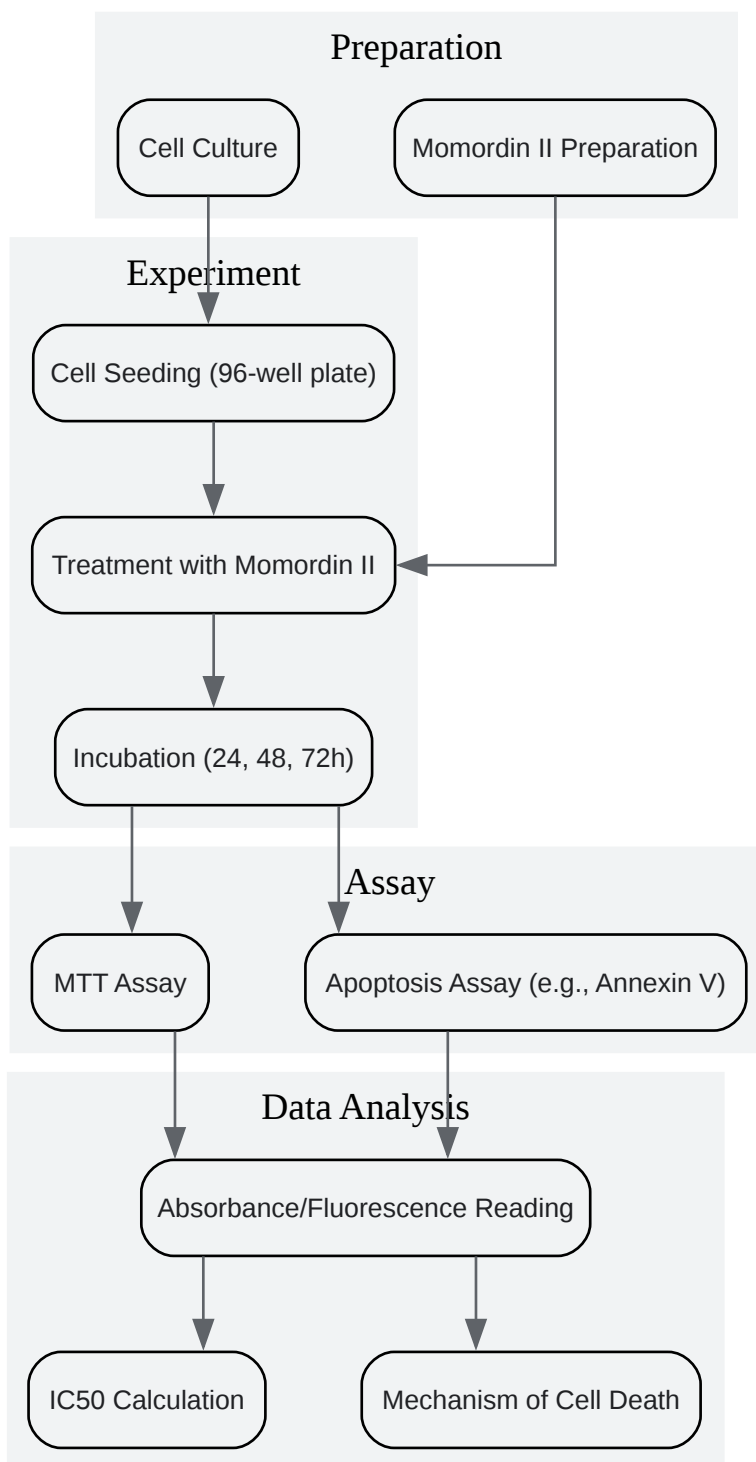 Preparation
Cell Culture
Momordin II Preparation
Experiment
Cell Seeding (96-well plate)
Treatment with Momordin II
Incubation (24, 48, 72h)
Assay
MTT Assay
Apoptosis Assay (e.g., Annexin V)
Data Analysis
Absorbance/Fluorescence Reading
IC50 Calculation
Mechanism of Cell Death